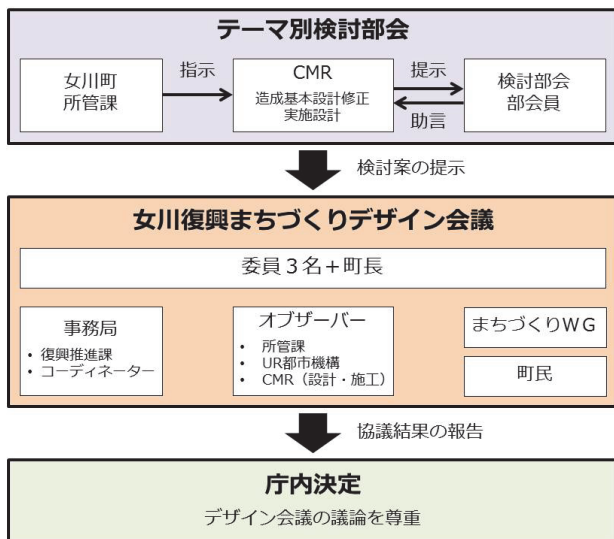 テーマ別検討部会
女川町
所管課
指示
CMR
造成基本設計修正
実施設計
提示
助言
検討部会
部会員
検討案の提示
女川復興まちづくりデザイン会議
委員３名＋町長
事務局
• 復興推進課
• コーディネーター
オブザーバー
• 所管課
• UR都市機構
• CMR（設計・施工）
まちづくりＷＧ
町民
協議結果の報告
庁内決定
デザイン会議の議論を尊重